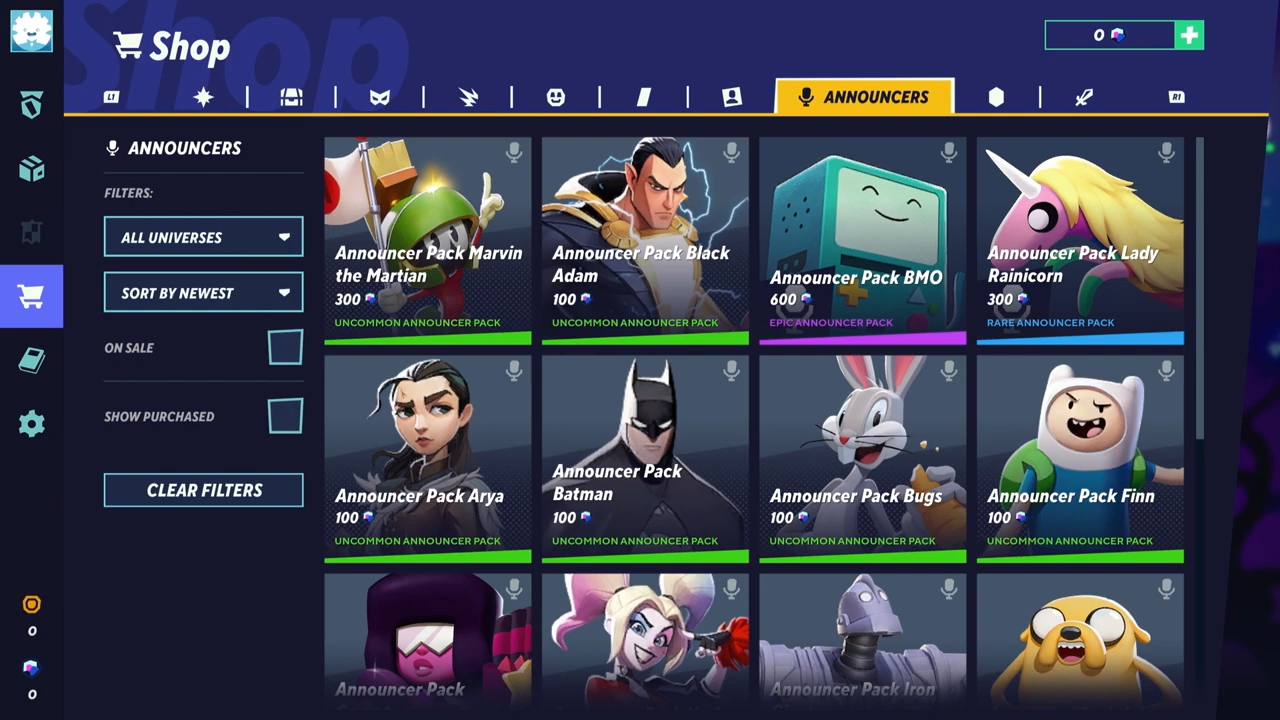 Shop
Shop
0
L1
ANNOUNCERS
R1
ANNOUNCERS
FILTERS:
ALL UNIVERSES
SORT BY NEWEST
ON SALE
SHOW PURCHASED
CLEAR FILTERS
0
0
Announcer Pack Marvin
the Martian
300
UNCOMMON ANNOUNCER PACK
Announcer Pack Black
Adam
100
UNCOMMON ANNOUNCER PACK
Announcer Pack BMO
600
EPIC ANNOUNCER PACK
Announcer Pack Lady
Rainicorn
300
RARE ANNOUNCER PACK
Announcer Pack Arya
100
UNCOMMON ANNOUNCER PACK
Announcer Pack
Batman
100
UNCOMMON ANNOUNCER PACK
Announcer Pack Bugs
100
UNCOMMON ANNOUNCER PACK
Announcer Pack Finn
100
UNCOMMON ANNOUNCER PACK
Announcer Pack
Announcer Pack Iron